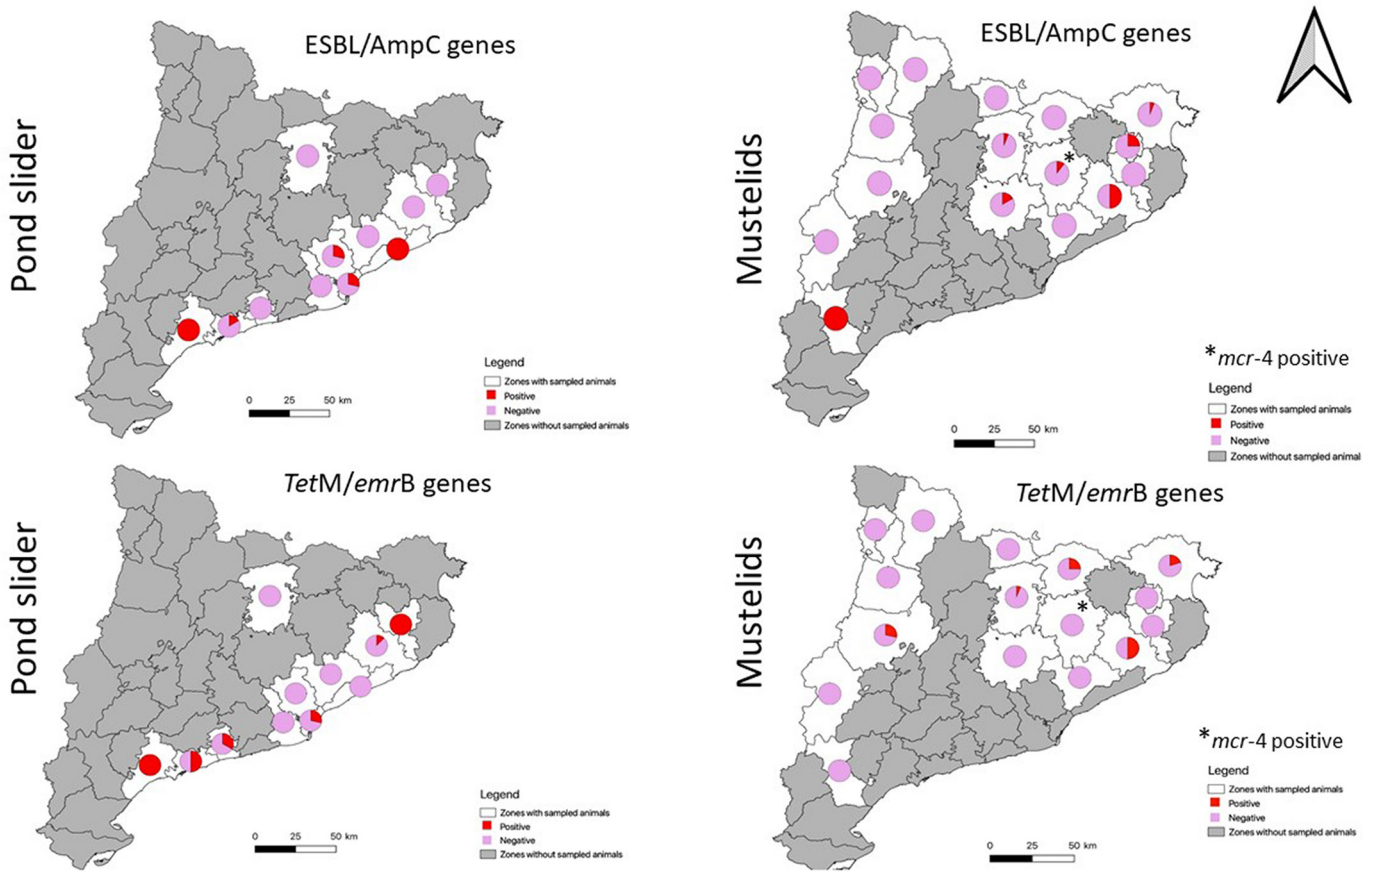 ESBL/AmpC genes
Pond slider
Legend
Zones with sampled animals
Positive
Negative
Zones without sampled animals
0 25 50 km
ESBL/AmpC genes
Mustelids
*
*mcr-4 positive
Legend
Zones with sampled animals
Positive
Negative
Zones without sampled animal
0 25 50 km
TetM/emrB genes
Pond slider
Legend
Zones with sampled animals
Positive
Negative
Zones without sampled animals
0 25 50 km
TetM/emrB genes
Mustelids
*
*mcr-4 positive
Legend
Zones with sampled animals
Positive
Negative
Zones without sampled animals
0 25 50 km